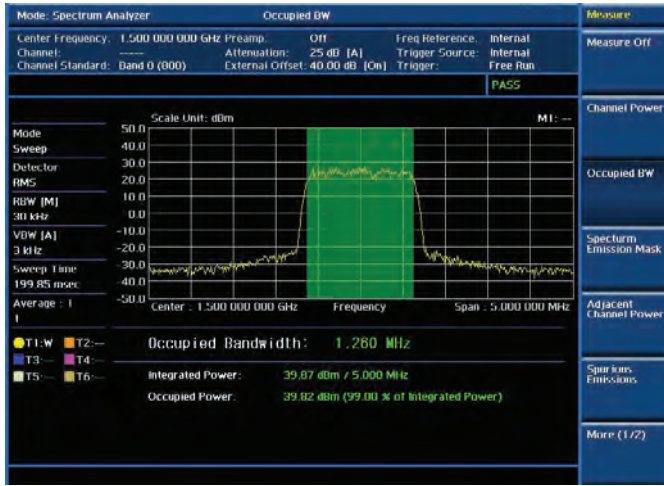 Mode: Spectrum Analyzer Occupied BW
Center Frequency: 1.500 000 000 GHz Preamp: Off Freq Reference: Internal
Channel: ----- Attenuation: 25 dB [A] Trigger Source: Internal
Channel Standard: Band 0 (800) External Offset: 40.00 dB [On] Trigger: Free Run
PASS
Scale Unit: dBm M1: --
50.0
40.0
30.0
20.0
10.0
0.0
-10.0
-20.0
-30.0
-40.0
-50.0
Center : 1.500 000 000 GHz Frequency Span : 5.000 000 MHz
Mode
Sweep
Detector
RMS
RBW [M]
30 kHz
VBW [A]
3 kHz
Sweep Time
199.85 msec
Average : 1
1
T1:W T2:--
T3:-- T4:--
T5:-- T6:--
Occupied Bandwidth: 1.260 MHz
Integrated Power: 39.87 dBm / 5.000 MHz
Occupied Power: 39.82 dBm (99.00 % of Integrated Power)
Measure
Measure Off
Channel Power
Occupied BW
Specturm
Emission Mask
Adjacent
Channel Power
Spurious
Emissions
More (1/2)